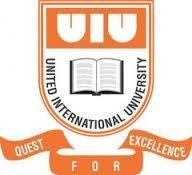 UIU
UNITED INTERNATIONAL UNIVERSITY
QUEST
FOR
EXCELLENCE